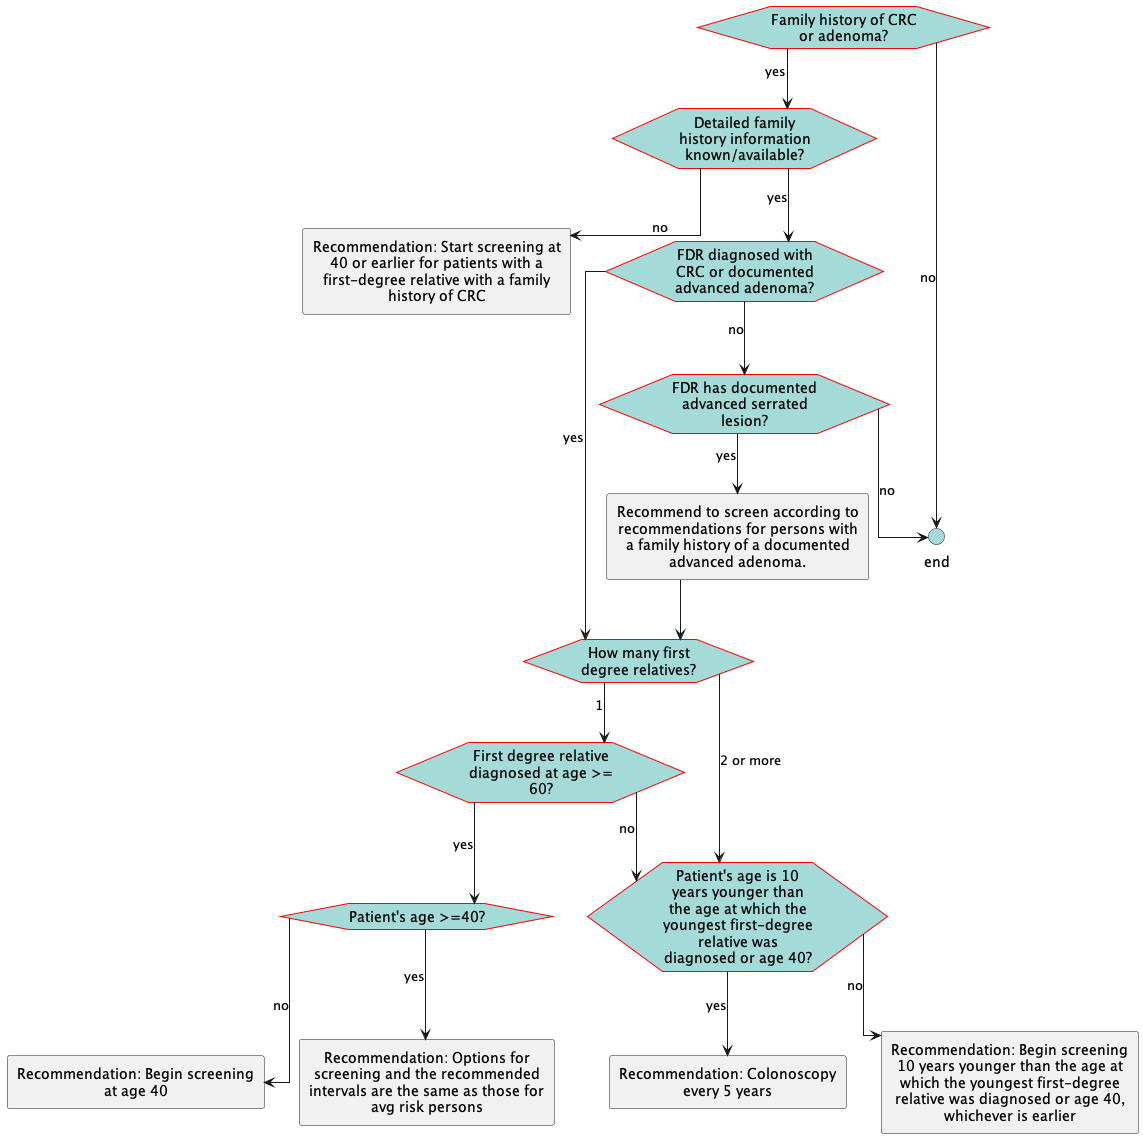 Family history of CRC
or adenoma?
yes
Detailed family
history information
known/available?
no
yes
Recommendation: Start screening at
40 or earlier for patients with a
first-degree relative with a family
history of CRC
FDR diagnosed with
CRC or documented
advanced adenoma?
no
no
FDR has documented
advanced serrated
lesion?
yes
yes
no
Recommend to screen according to
recommendations for persons with
a family history of a documented
advanced adenoma.
end
How many first
degree relatives?
1
2 or more
First degree relative
diagnosed at age >=
60?
yes
no
Patient's age >=40?
Patient's age is 10
years younger than
the age at which the
youngest first-degree
relative was
diagnosed or age 40?
no
yes
yes
no
Recommendation: Begin screening
at age 40
Recommendation: Options for
screening and the recommended
intervals are the same as those for
avg risk persons
Recommendation: Colonoscopy
every 5 years
Recommendation: Begin screening
10 years younger than the age at
which the youngest first-degree
relative was diagnosed or age 40,
whichever is earlier